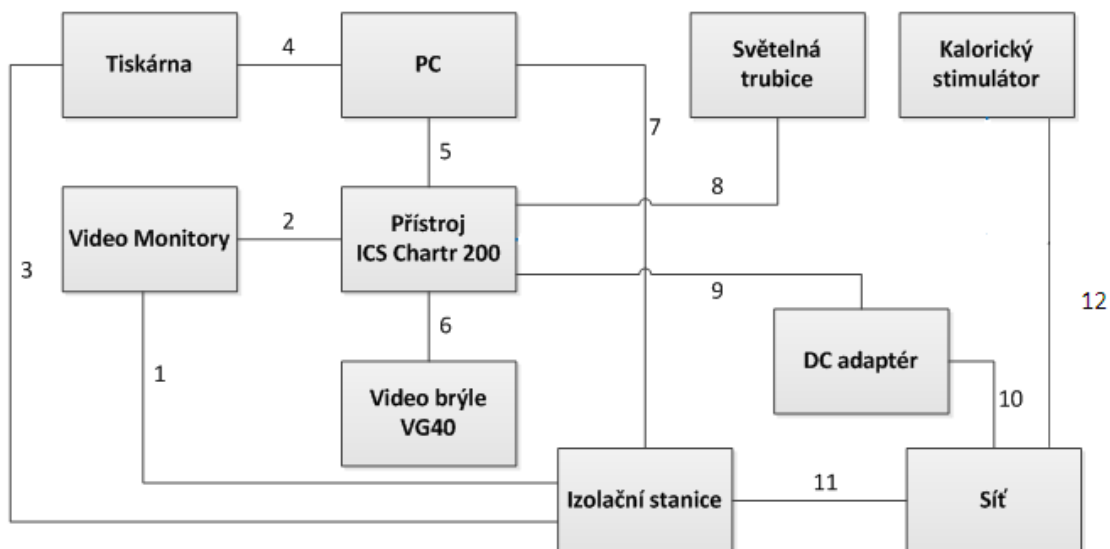 Tiskárna
4
PC
Světelná
trubice
Kalorický
stimulátor
7
5
8
Video Monitory
2
Přístroj
ICS Chartr 200
3
9
12
6
1
Video brýle
VG40
DC adaptér
10
Izolační stanice
11
Síť